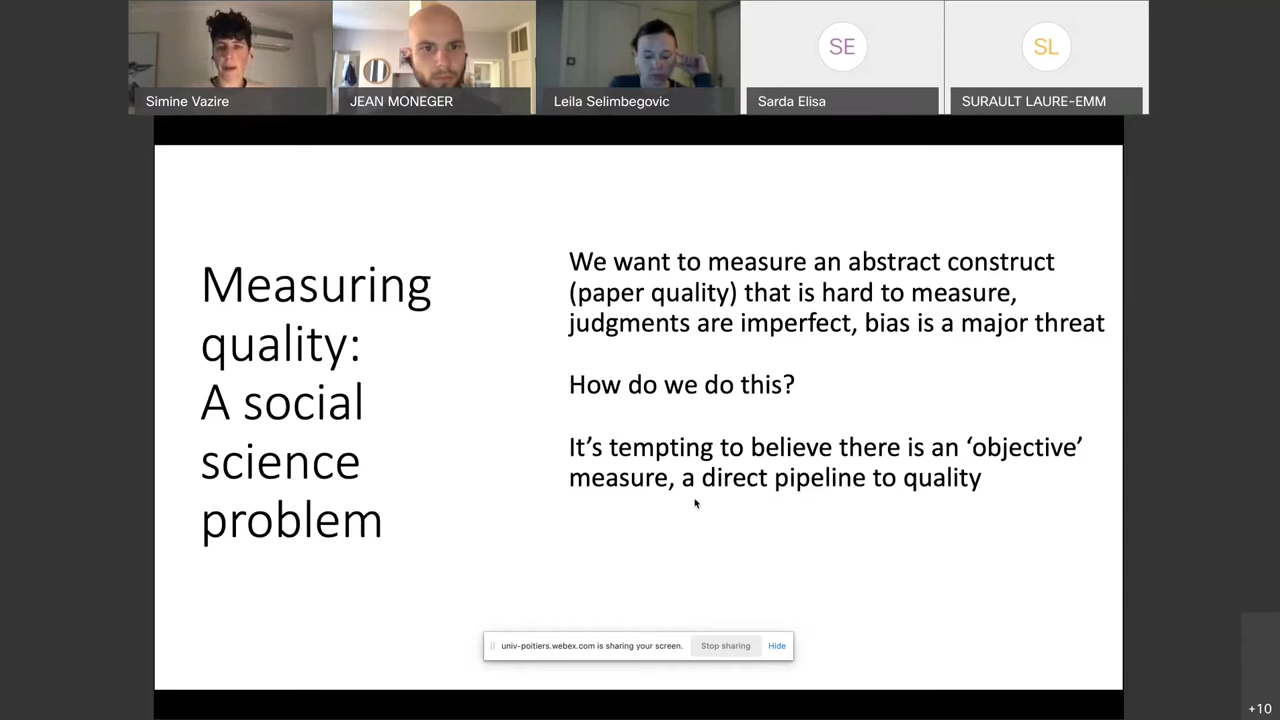 SE
SL
Simine Vazire
JEAN MONEGER
Leila Selimbegovic
Sarda Elisa
SURAULT LAURE-EMM
Measuring
quality:
A social
science
problem
We want to measure an abstract construct
(paper quality) that is hard to measure,
judgments are imperfect, bias is a major threat
How do we do this?
It’s tempting to believe there is an ‘objective’
measure, a direct pipeline to quality
univ-poitiers.webex.com is sharing your screen.
Stop sharing
Hide
+10